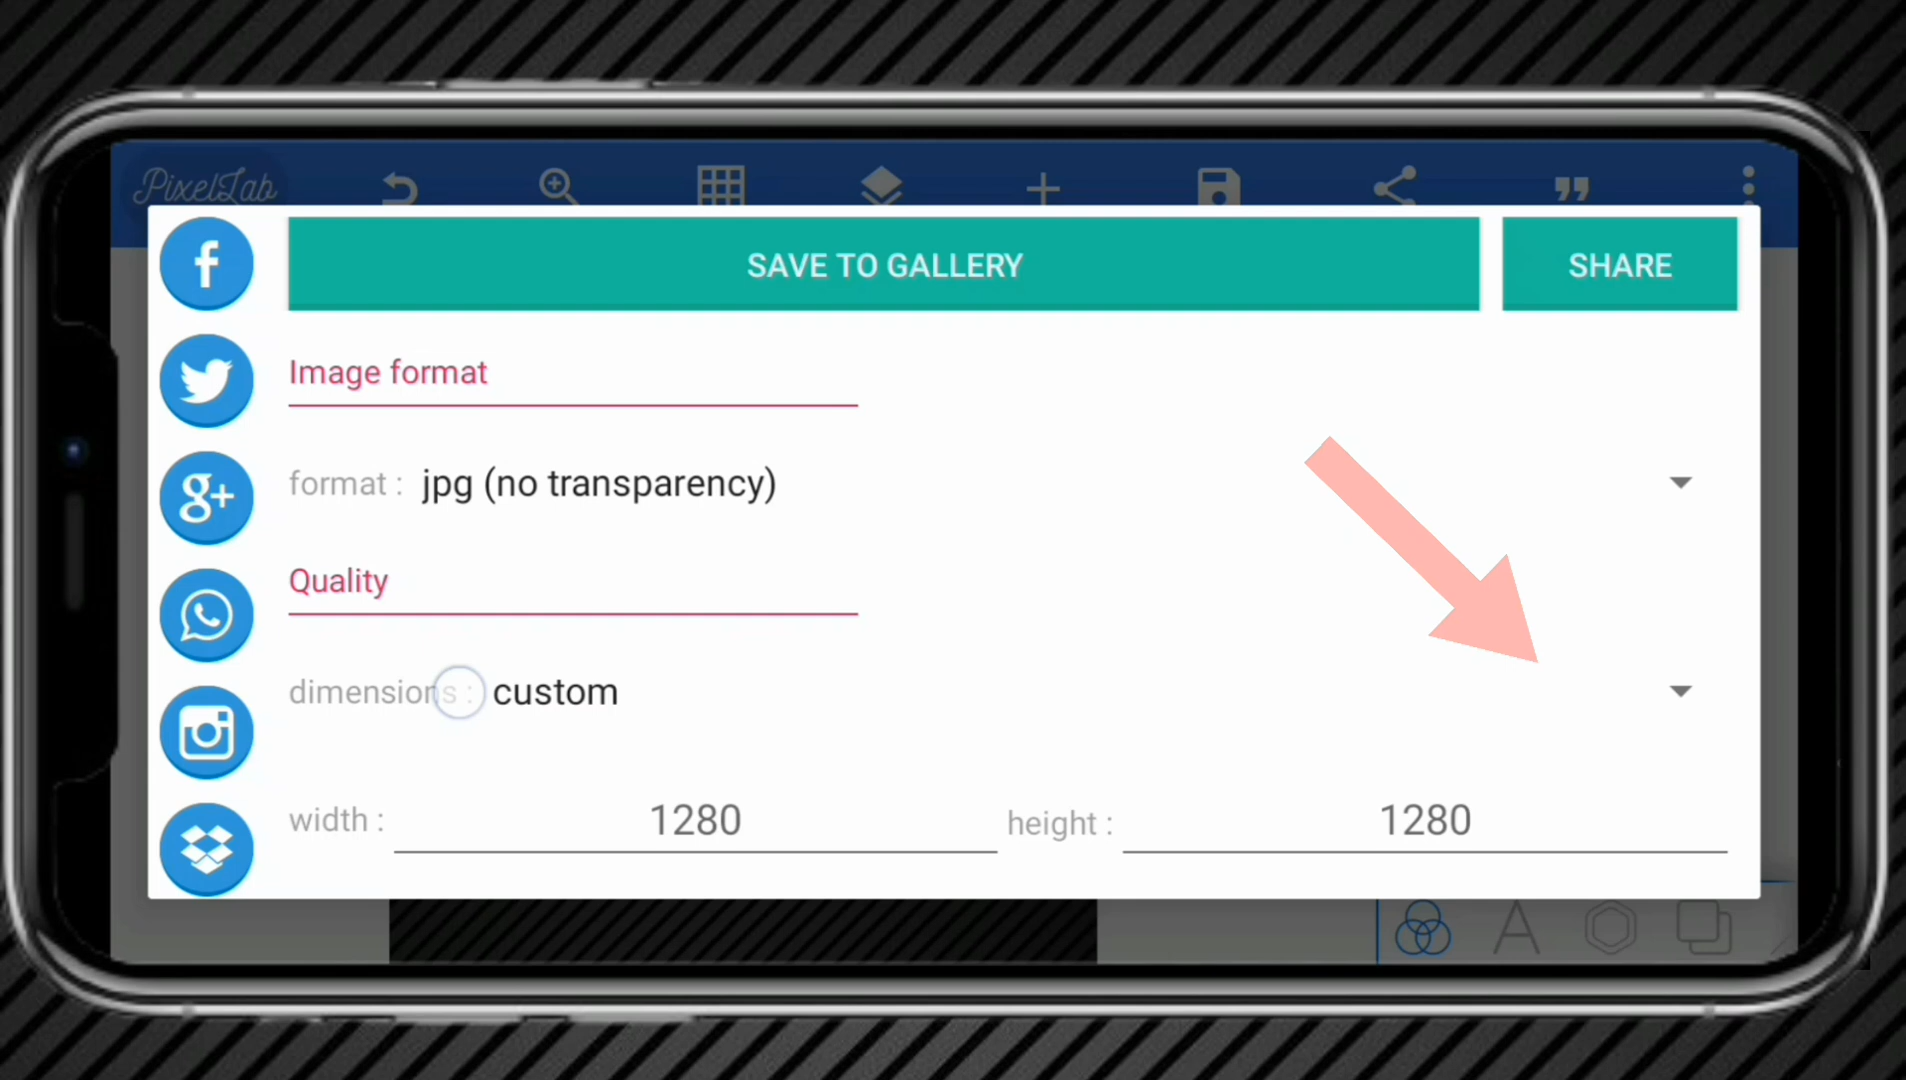 PixelLab
SAVE TO GALLERY
SHARE
Image format
format : jpg (no transparency)
Quality
dimensions : custom
width : 1280 height : 1280